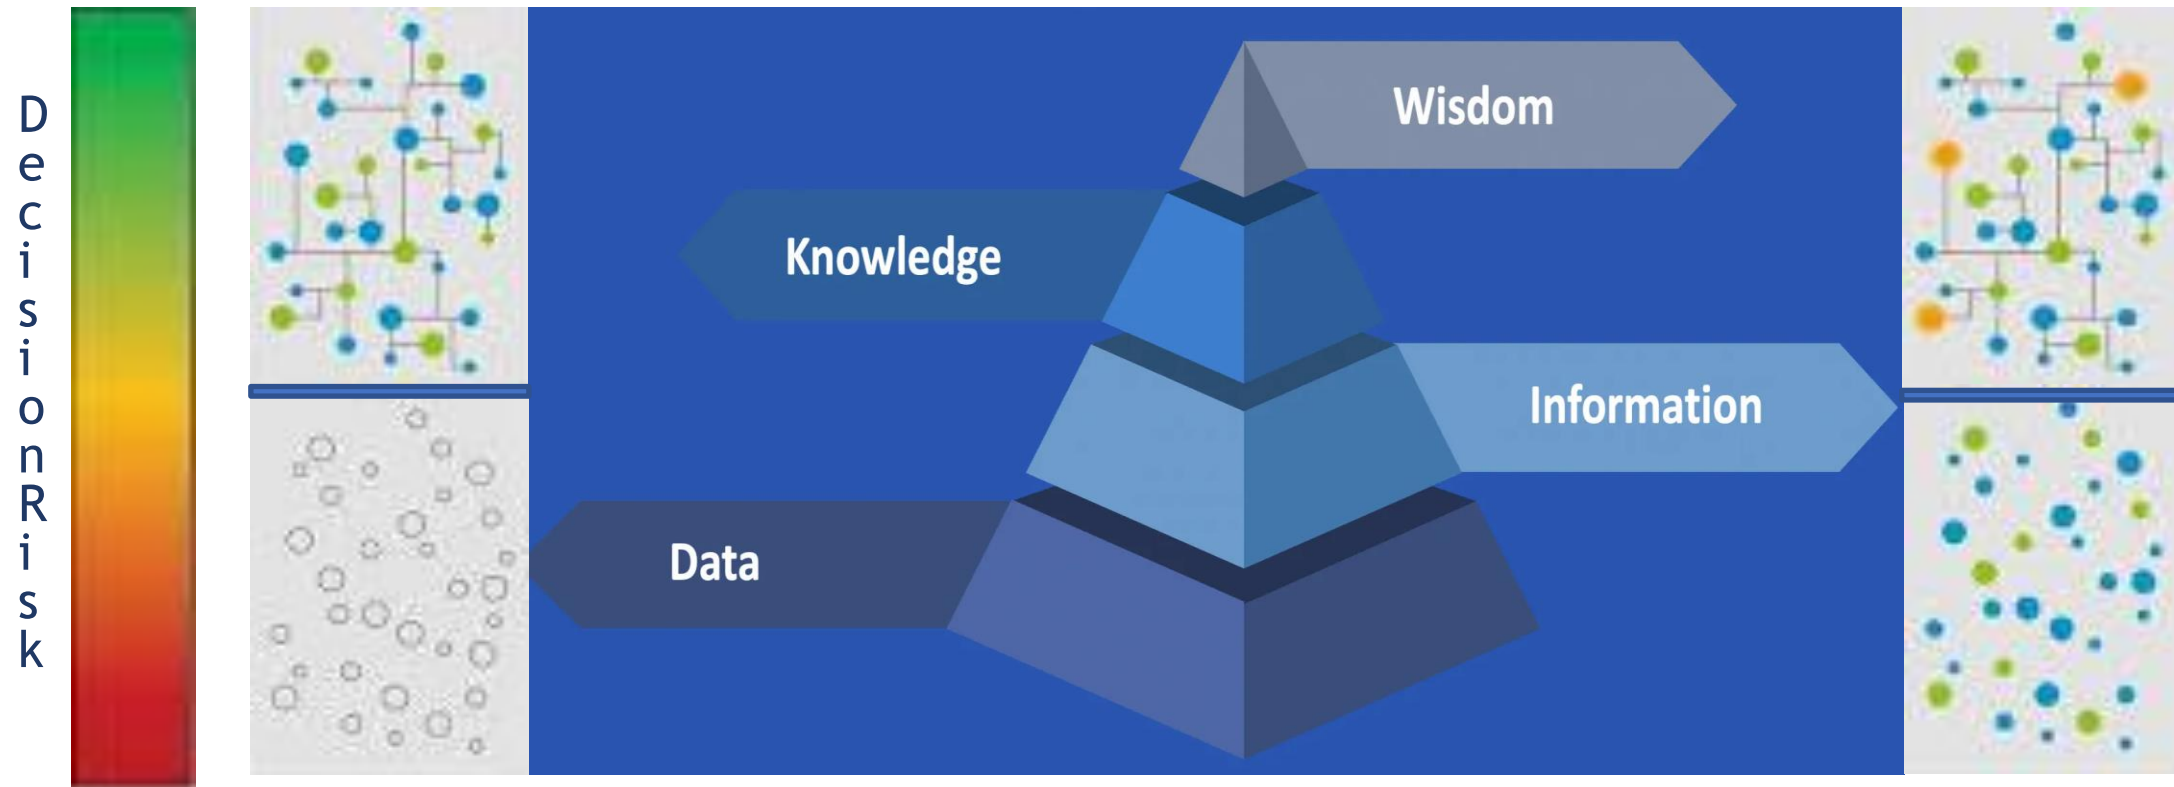 DecisionRisk
Wisdom
Knowledge
Information
Data